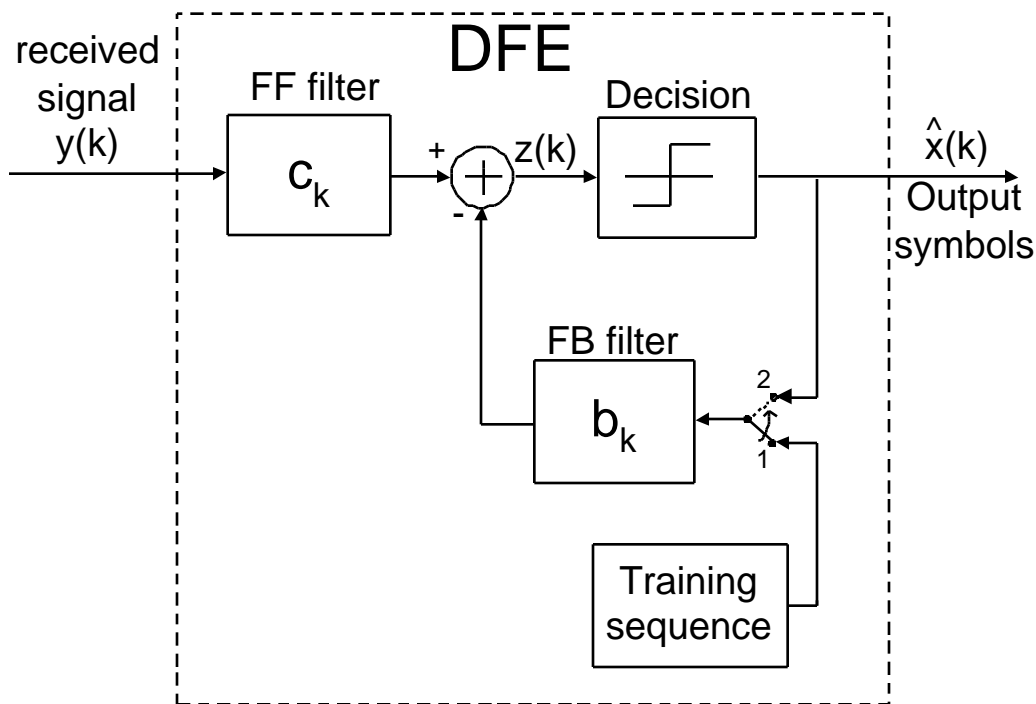 DFE
received
signal
y(k)
FF filter
c_k
+
-
z(k)
Decision
^
x(k)
Output
symbols
FB filter
b_k
2
1
Training
sequence